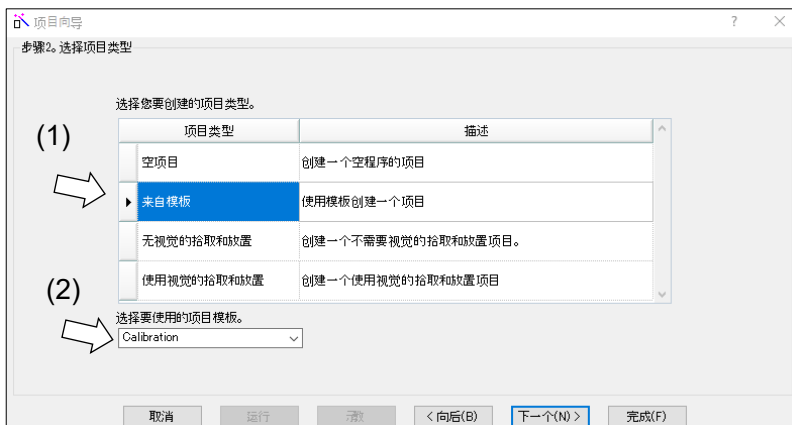 项目向导
步骤2。选择项目类型
选择您要创建的项目类型。
(1)
项目类型 描述
空项目 创建一个空程序的项目
来自模板 使用模板创建一个项目
无视觉的拾取和放置 创建一个不需要视觉的拾取和放置项目。
使用视觉的拾取和放置 创建一个使用视觉的拾取和放置项目
(2)
选择要使用的项目模板。
Calibration
取消 运行 示教 < 向后(B) 下一个(N) > 完成(F)